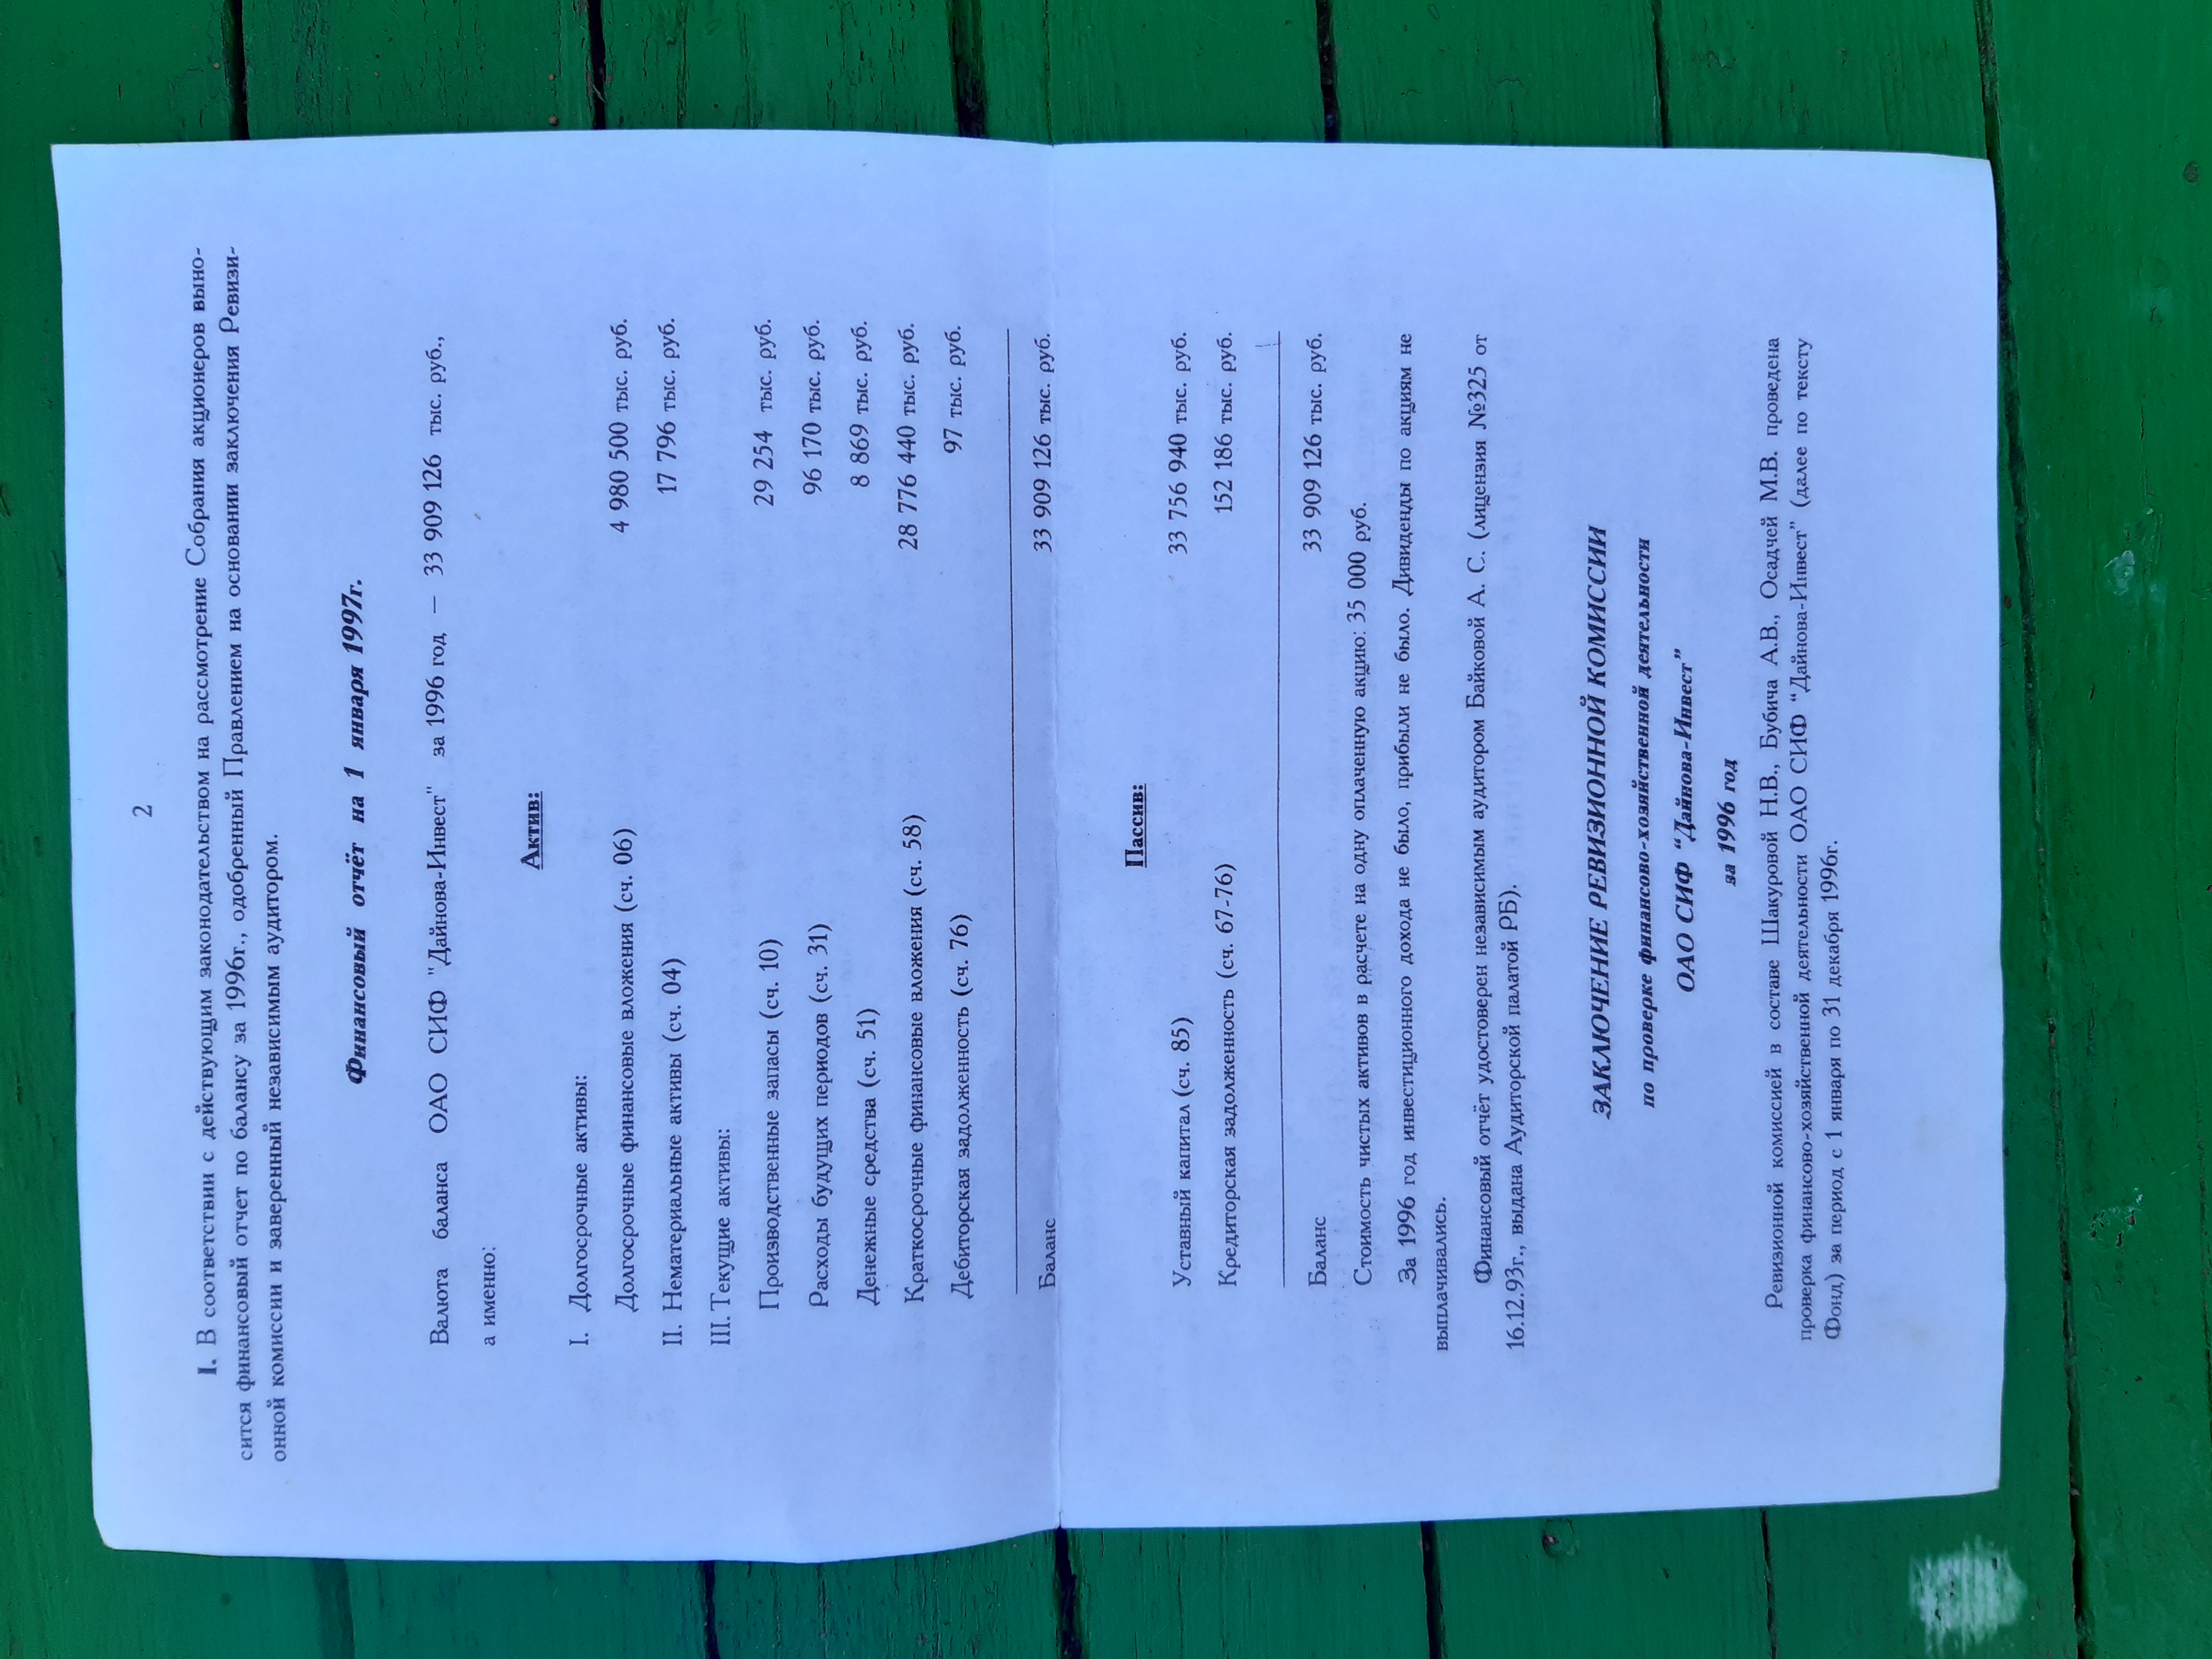 2
I. В соответствии с действующим законодательством на рассмотрение Собрания акционеров выно-
сится финансовый отчет по балансу за 1996г., одобренный Правлением на основании заключения Ревизи-
онной комиссии и заверенный независимым аудитором.
Финансовый отчёт на 1 января 1997г.
Валюта баланса ОАО СИФ "Дайнова-Инвест" за 1996 год – 33 909 126 тыс. руб.,
а именно:
Актив:
I. Долгосрочные активы:
Долгосрочные финансовые вложения (сч. 06) 4 980 500 тыс. руб.
II. Нематериальные активы (сч. 04) 17 796 тыс. руб.
III. Текущие активы:
Производственные запасы (сч. 10) 29 254 тыс. руб.
Расходы будущих периодов (сч. 31) 96 170 тыс. руб.
Денежные средства (сч. 51) 8 869 тыс. руб.
Краткосрочные финансовые вложения (сч. 58) 28 776 440 тыс. руб.
Дебиторская задолженность (сч. 76) 97 тыс. руб.
Баланс 33 909 126 тыс. руб.
Пассив:
Уставный капитал (сч. 85) 33 756 940 тыс. руб.
Кредиторская задолженность (сч. 67-76) 152 186 тыс. руб.
Баланс 33 909 126 тыс. руб.
Стоимость чистых активов в расчете на одну оплаченную акцию: 35 000 руб.
За 1996 год инвестиционного дохода не было, прибыли не было. Дивиденды по акциям не
выплачивались.
Финансовый отчёт удостоверен независимым аудитором Байковой А. С. (лицензия №325 от
16.12.93г., выдана Аудиторской палатой РБ).
ЗАКЛЮЧЕНИЕ РЕВИЗИОННОЙ КОМИССИИ
по проверке финансово-хозяйственной деятельности
ОАО СИФ “Дайнова-Инвест”
за 1996 год
Ревизионной комиссией в составе Шакуровой Н.В., Бубича А.В., Осадчей М.В. проведена
проверка финансово-хозяйственной деятельности ОАО СИФ “Дайнова-Инвест” (далее по тексту
Фонд) за период с 1 января по 31 декабря 1996г.